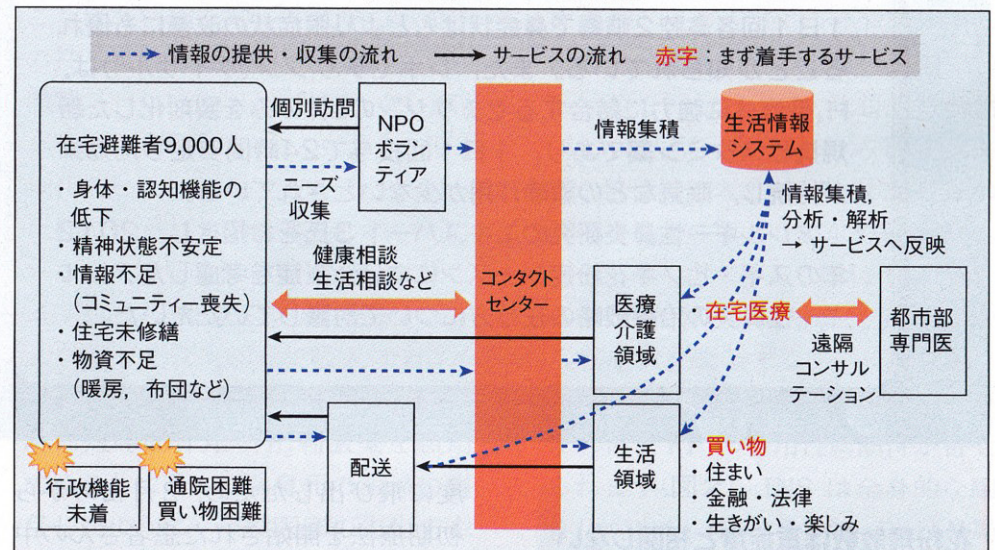 情報の提供・収集の流れ
サービスの流れ
赤字：まず着手するサービス
在宅避難者9,000人
・身体・認知機能の
低下
・精神状態不安定
・情報不足
（コミュニティー喪失）
・住宅未修繕
・物資不足
（暖房，布団など）
行政機能
未着
通院困難
買い物困難
個別訪問
ニーズ
収集
NPO
ボラン
ティア
健康相談
生活相談など
配送
コンタクト
センター
情報集積
生活情報
システム
情報集積，
分析・解析
→ サービスへ反映
医療
介護
領域
在宅医療
遠隔
コンサル
テーション
都市部
専門医
生活
領域
買い物
・住まい
・金融・法律
・生きがい・楽しみ